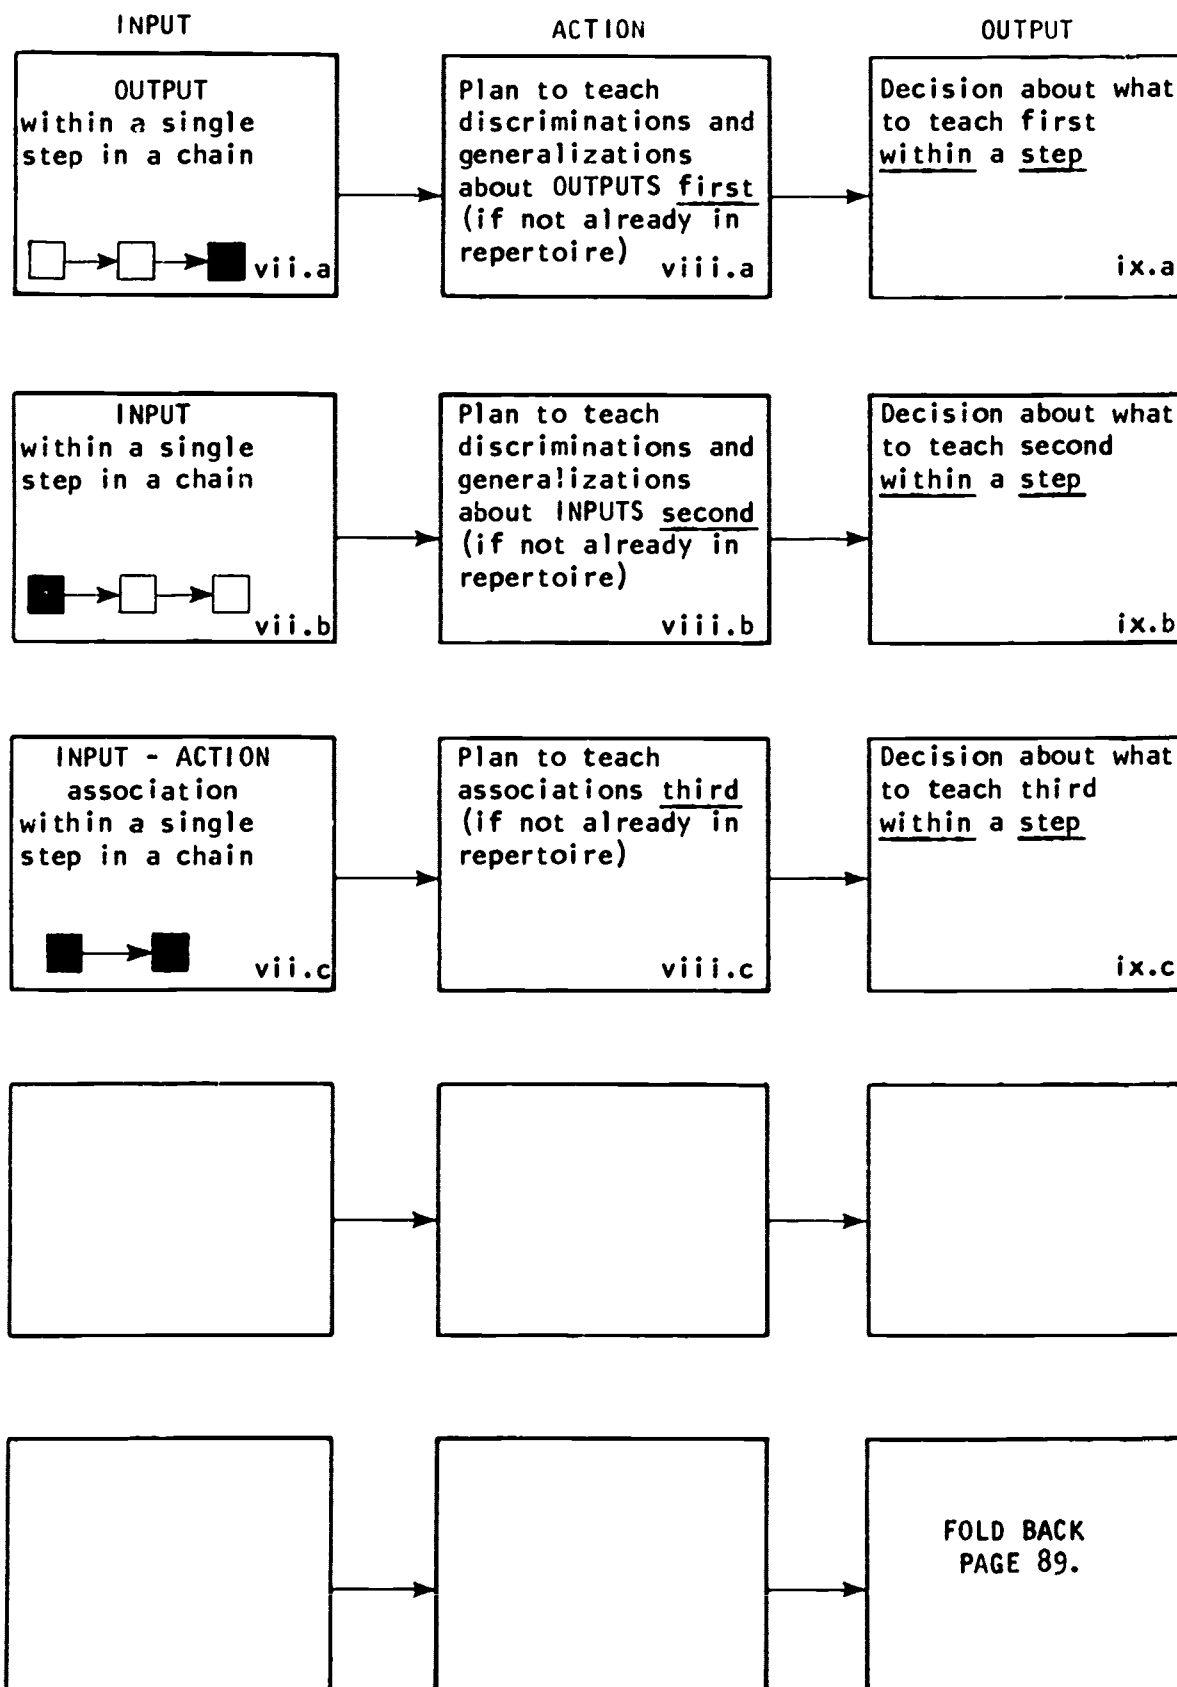 INPUT
ACTION
OUTPUT
OUTPUT
within a single
step in a chain
vii.a
Plan to teach
discriminations and
generalizations
about OUTPUTS first
(if not already in
repertoire)
viii.a
Decision about what
to teach first
within a step
ix.a
INPUT
within a single
step in a chain
vii.b
Plan to teach
discriminations and
generalizations
about INPUTS second
(if not already in
repertoire)
viii.b
Decision about what
to teach second
within a step
ix.b
INPUT - ACTION
association
within a single
step in a chain
vii.c
Plan to teach
associations third
(if not already in
repertoire)
viii.c
Decision about what
to teach third
within a step
ix.c
FOLD BACK
PAGE 89.